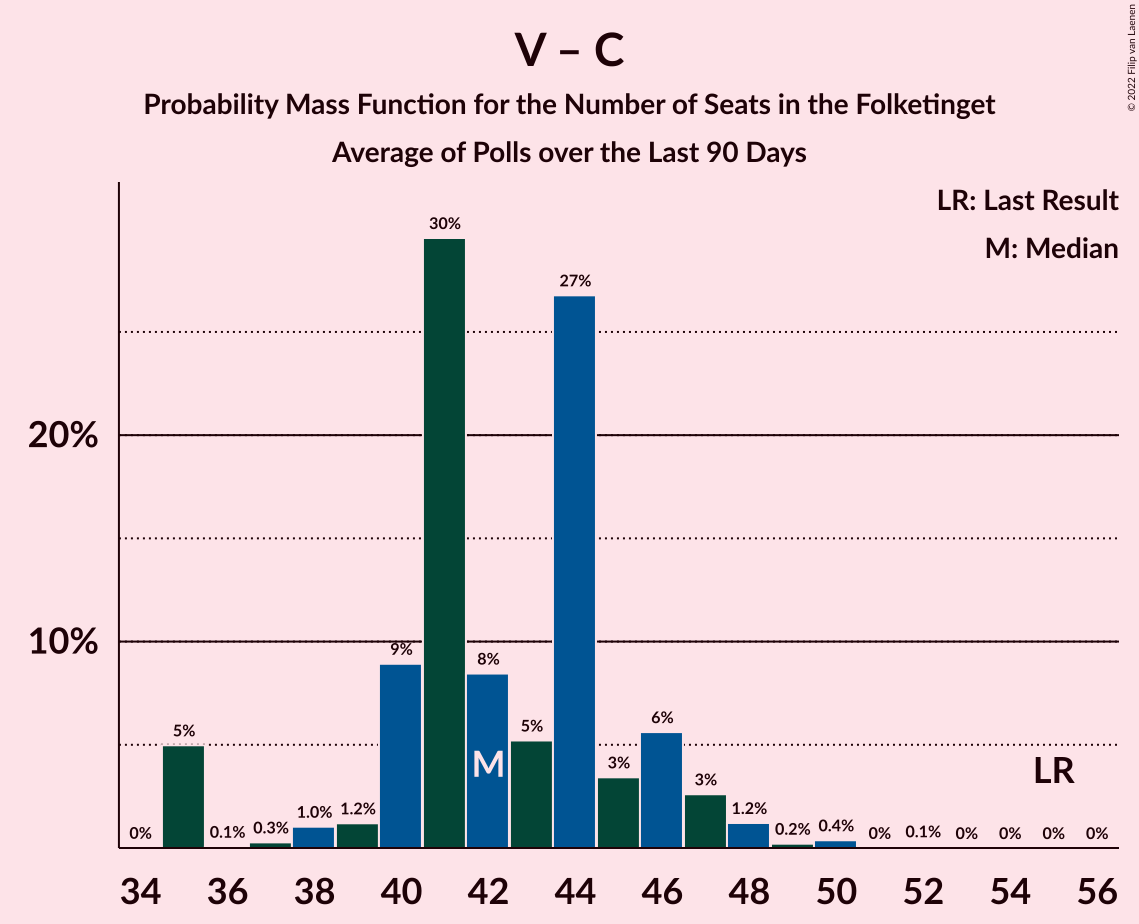 V – C
Probability Mass Function for the Number of Seats in the Folketinget
Average of Polls over the Last 90 Days
© 2022 Filip van Laenen
LR: Last Result
M: Median
20%
10%
0% 5% 0.1% 0.3% 1.0% 1.2% 9% 30% 8% 5% 27% 3% 6% 3% 1.2% 0.2% 0.4% 0% 0.1% 0% 0% 0% 0%
M
LR
34 36 38 40 42 44 46 48 50 52 54 56